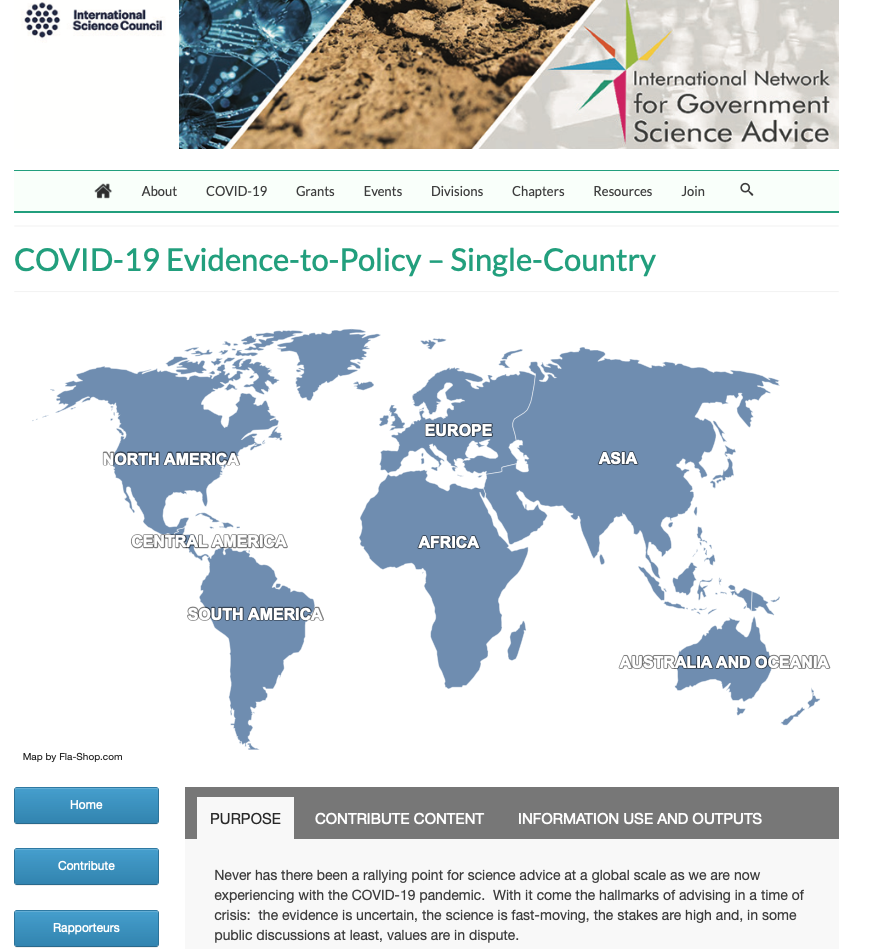 International
Science Council
International Network
for Government
Science Advice
About COVID-19 Grants Events Divisions Chapters Resources Join
COVID-19 Evidence-to-Policy – Single-Country
EUROPE
NORTH AMERICA
ASIA
CENTRAL AMERICA
AFRICA
SOUTH AMERICA
AUSTRALIA AND OCEANIA
Map by Fla-Shop.com
Home
Contribute
Rapporteurs
PURPOSE CONTRIBUTE CONTENT INFORMATION USE AND OUTPUTS
Never has there been a rallying point for science advice at a global scale as we are now
experiencing with the COVID-19 pandemic.  With it come the hallmarks of advising in a time of
crisis:  the evidence is uncertain, the science is fast-moving, the stakes are high and, in some
public discussions at least, values are in dispute.